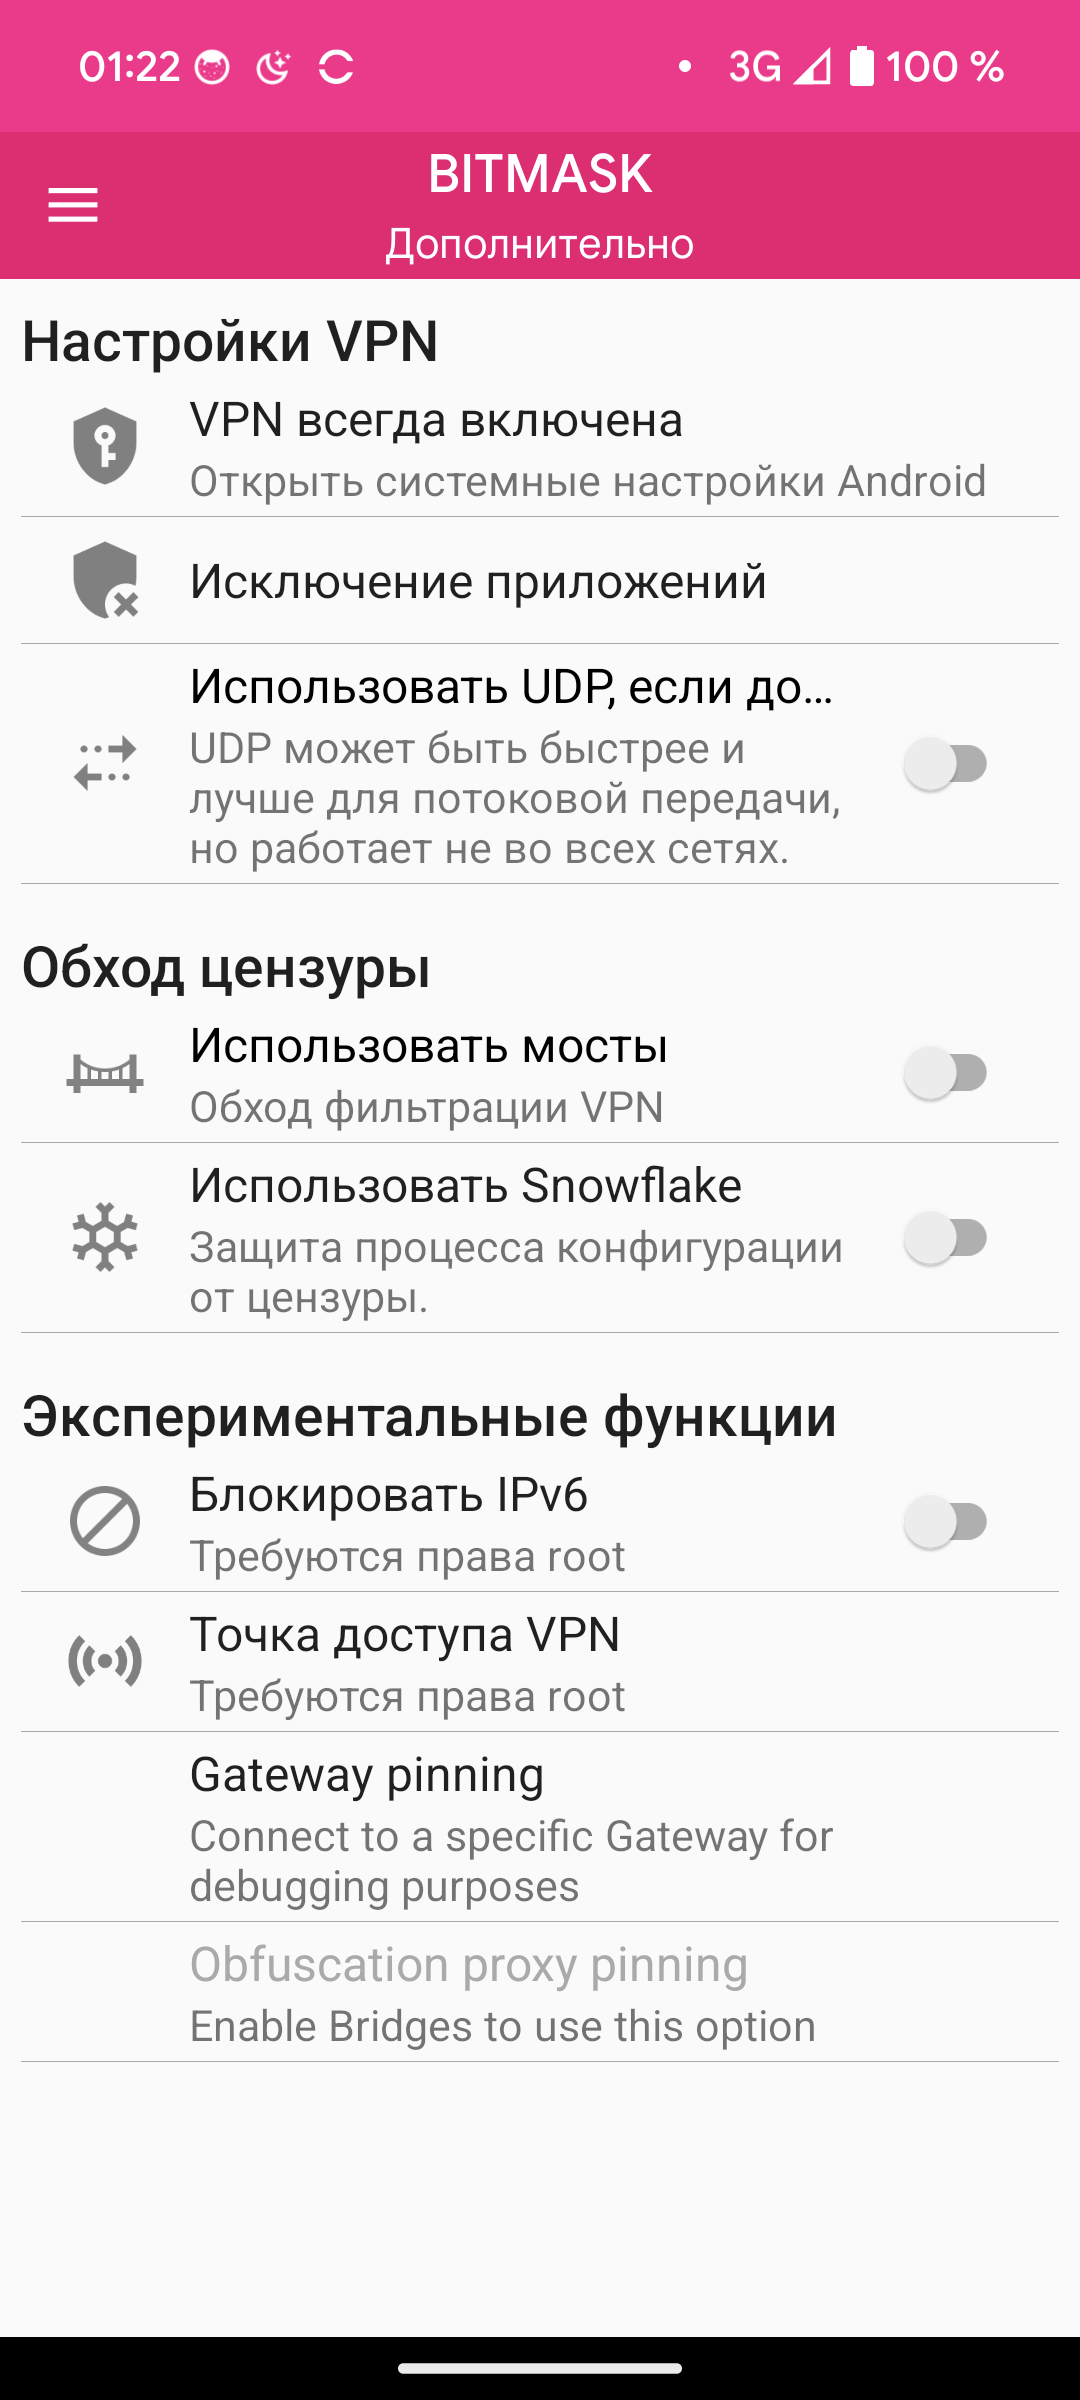 01:22
3G
100 %
BITMASK
Дополнительно
Настройки VPN
VPN всегда включена
Открыть системные настройки Android
Исключение приложений
Использовать UDP, если до...
UDP может быть быстрее и
лучше для потоковой передачи,
но работает не во всех сетях.
Обход цензуры
Использовать мосты
Обход фильтрации VPN
Использовать Snowflake
Защита процесса конфигурации
от цензуры.
Экспериментальные функции
Блокировать IPv6
Требуются права root
Точка доступа VPN
Требуются права root
Gateway pinning
Connect to a specific Gateway for
debugging purposes
Obfuscation proxy pinning
Enable Bridges to use this option